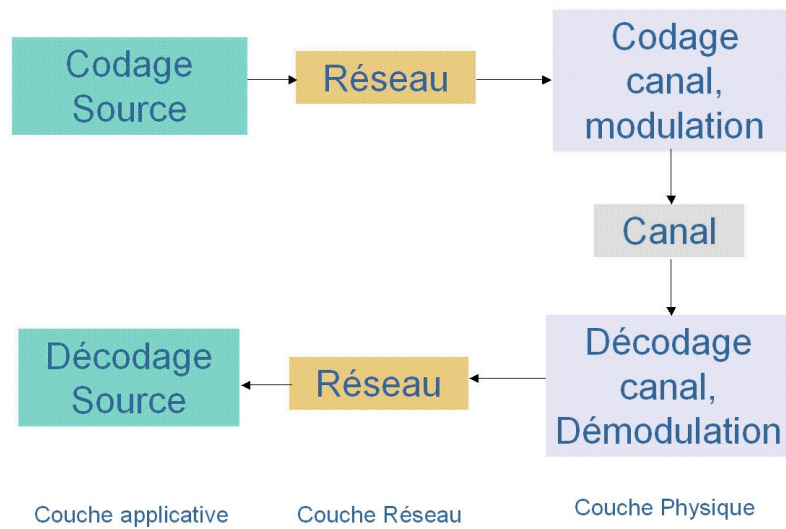 Codage
Source
Réseau
Codage
canal,
modulation
Canal
Décodage
Source
Réseau
Décodage
canal,
Démodulation
Couche applicative
Couche Réseau
Couche Physique